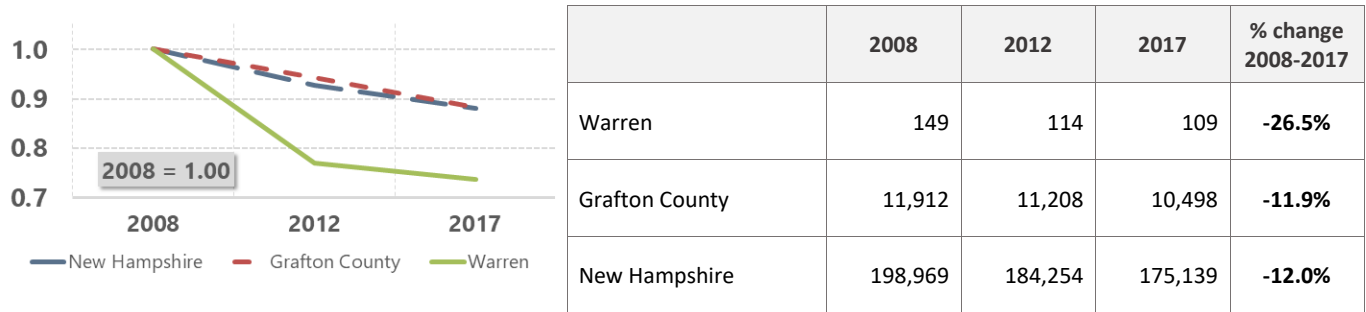 1.0
0.9
0.8
0.7
2008 = 1.00
2008 2012 2017
New Hampshire Grafton County Warren
2008 2012 2017 % change
2008-2017
Warren 149 114 109 -26.5%
Grafton County 11,912 11,208 10,498 -11.9%
New Hampshire 198,969 184,254 175,139 -12.0%